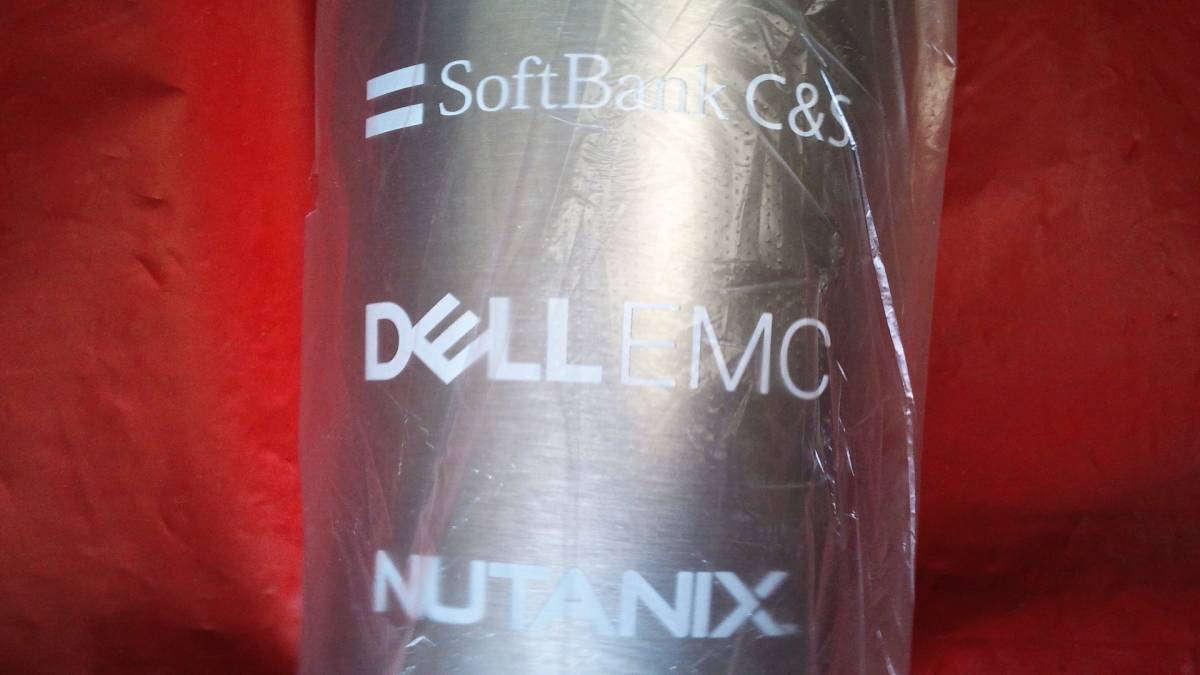 SoftBank C&S
DELLEMC
NUTANIX